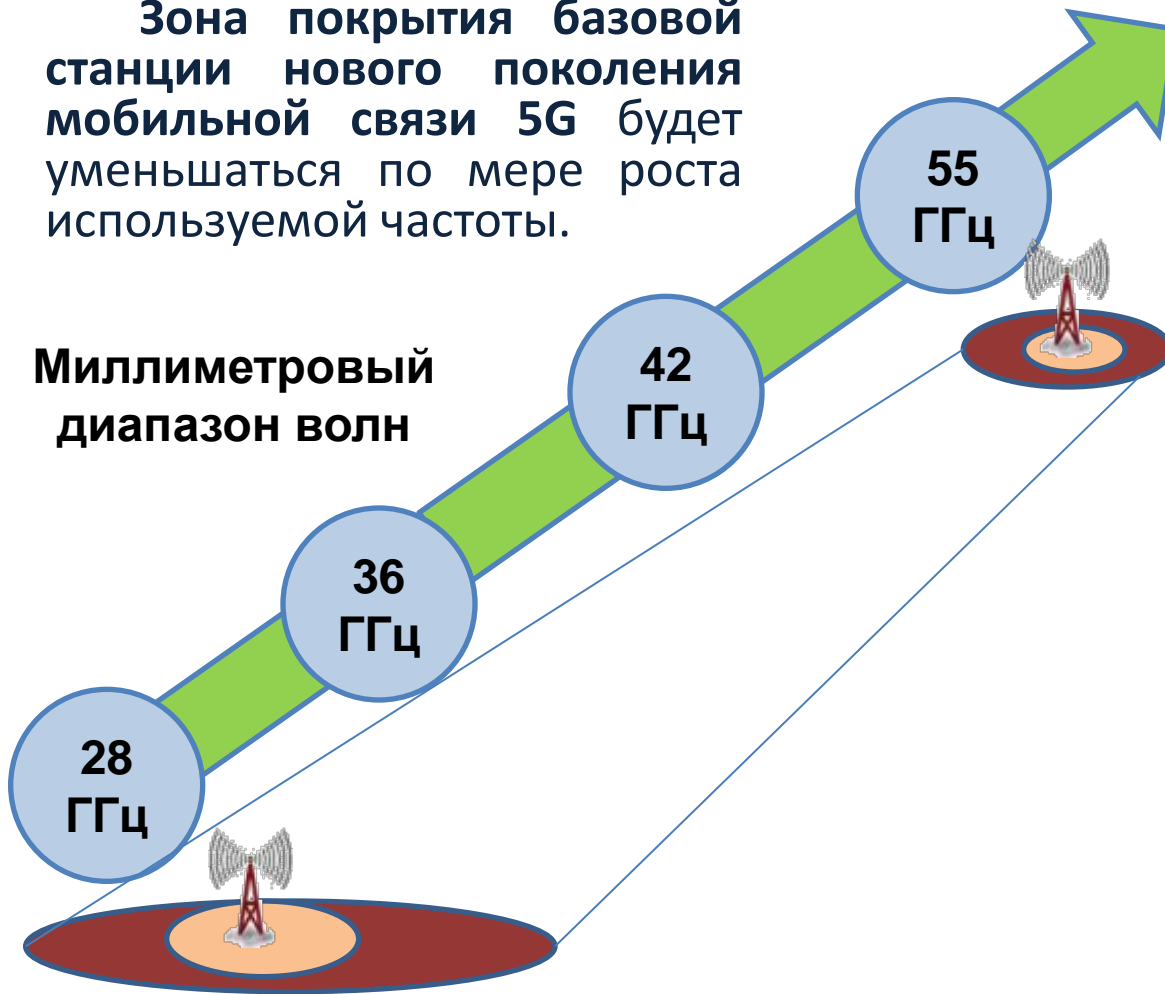 Зона покрытия базовой
станции нового поколения
мобильной связи 5G будет
уменьшаться по мере роста
используемой частоты.
55
ГГц
Миллиметровый
диапазон волн
42
ГГц
36
ГГц
28
ГГц